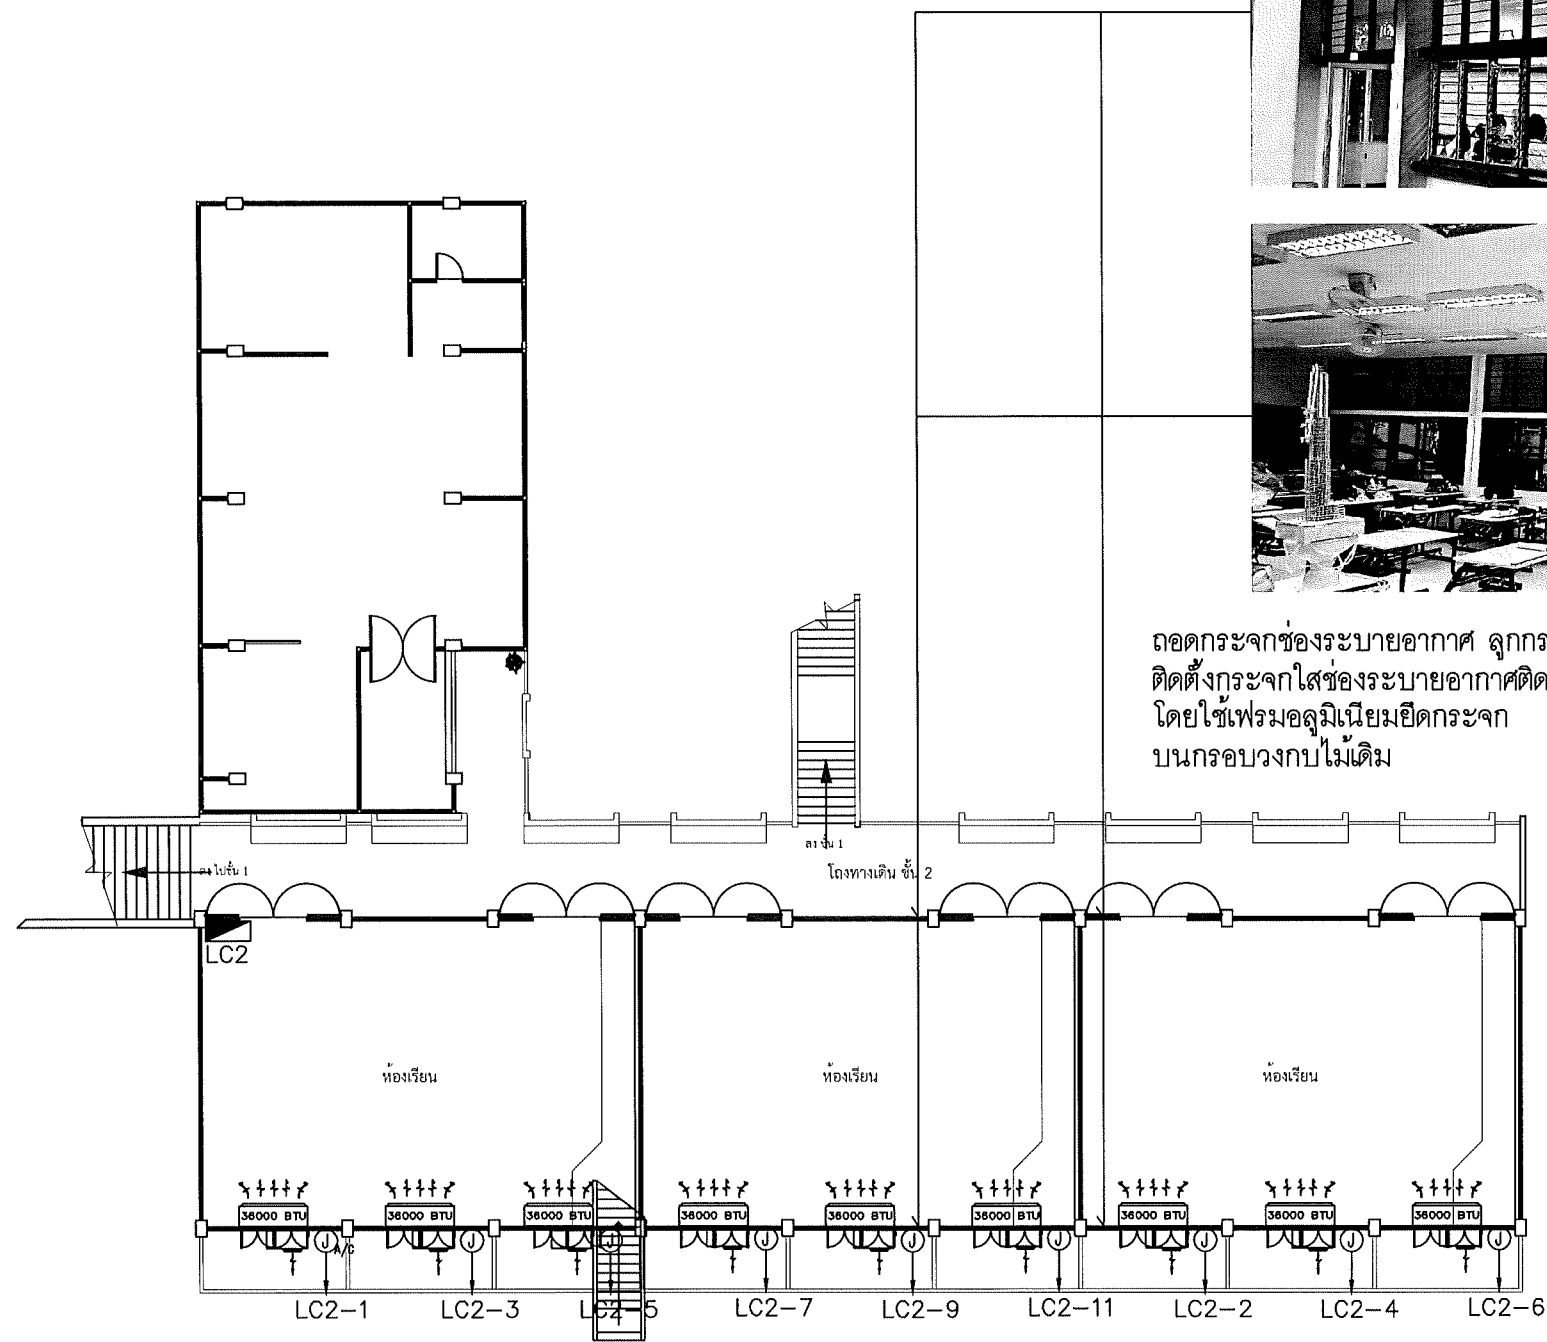 ถอดกระจกช่องระบายอากาศ ลูกกร
ติดตั้งกระจกใสช่องระบายอากาศติด
โดยใช้เฟรมอลูมิเนียมยึดกระจก
บนกรอบวงกบไม้เดิม
ลง ชั้น 1
ลงไปชั้น 1
โถงทางเดิน ชั้น 2
LC2
ห้องเรียน ห้องเรียน ห้องเรียน
36000 BTU 36000 BTU 36000 BTU 36000 BTU 36000 BTU 36000 BTU 36000 BTU 36000 BTU 36000 BTU
J J J J J J J J J
A/C
LC2-1 LC2-3 LC2-5 LC2-7 LC2-9 LC2-11 LC2-2 LC2-4 LC2-6